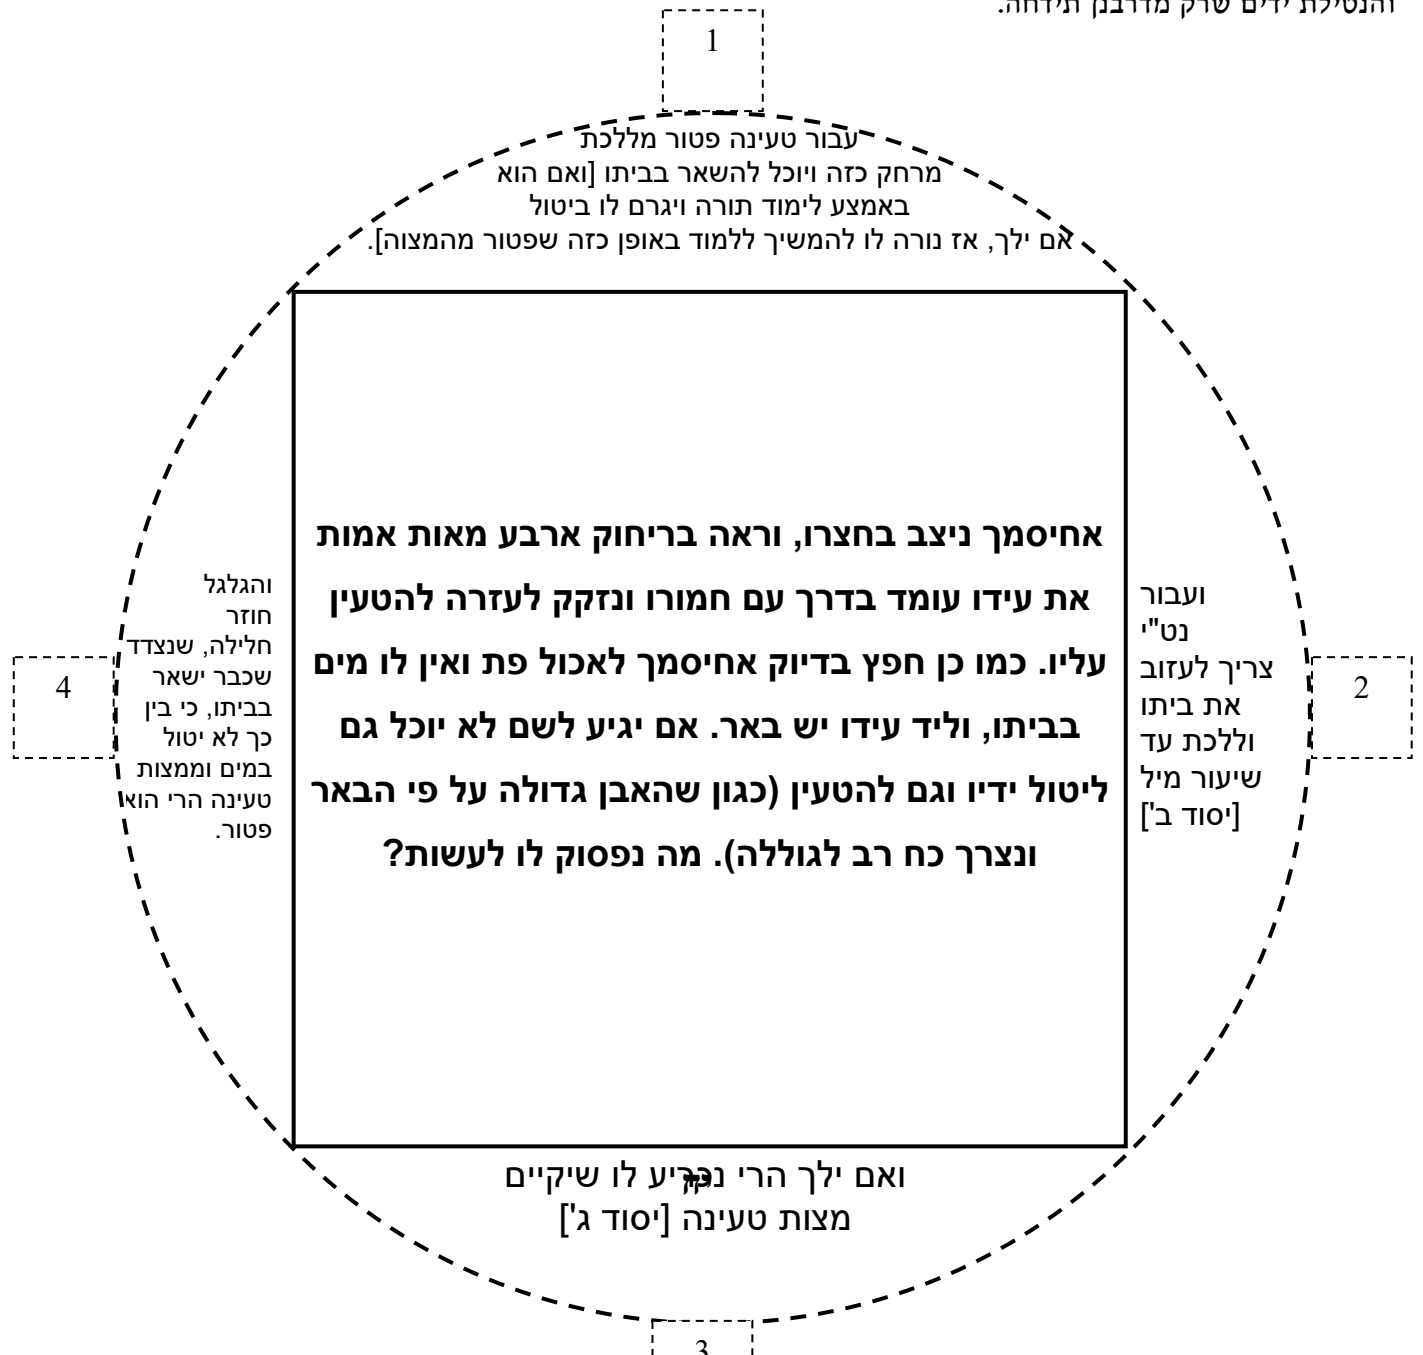 והנטילת ידים שרק מדרבנן תידחה.
1
עבור טעינה פטור מללכת
מרחק כזה ויוכל להשאר בביתו [ואם הוא
באמצע לימוד תורה ויגרם לו ביטול
אם ילך, אז נורה לו להמשיך ללמוד באופן כזה שפטור מהמצוה].
אחיסמך ניצב בחצרו, וראה בריחוק ארבע מאות אמות
את עידו עומד בדרך עם חמורו ונזקק לעזרה להטעין
עליו. כמו כן חפץ בדיוק אחיסמך לאכול פת ואין לו מים
בביתו, וליד עידו יש באר. אם יגיע לשם לא יוכל גם
ליטול ידיו וגם להטעין (כגון שהאבן גדולה על פי הבאר
ונצרך כח רב לגוללה). מה נפסוק לו לעשות?
ועבור
נט"י
צריך לעזוב
את ביתו
וללכת עד
שיעור מיל
[יסוד ב']
2
ואם ילך הרי נכריע לו שיקיים
מצות טעינה [יסוד ג']
3
והגלגל
חוזר
חלילה, שנצדד
שכבר ישאר
בביתו, כי בין
כך לא יטול
במים וממצות
טעינה הרי הוא
פטור.
4